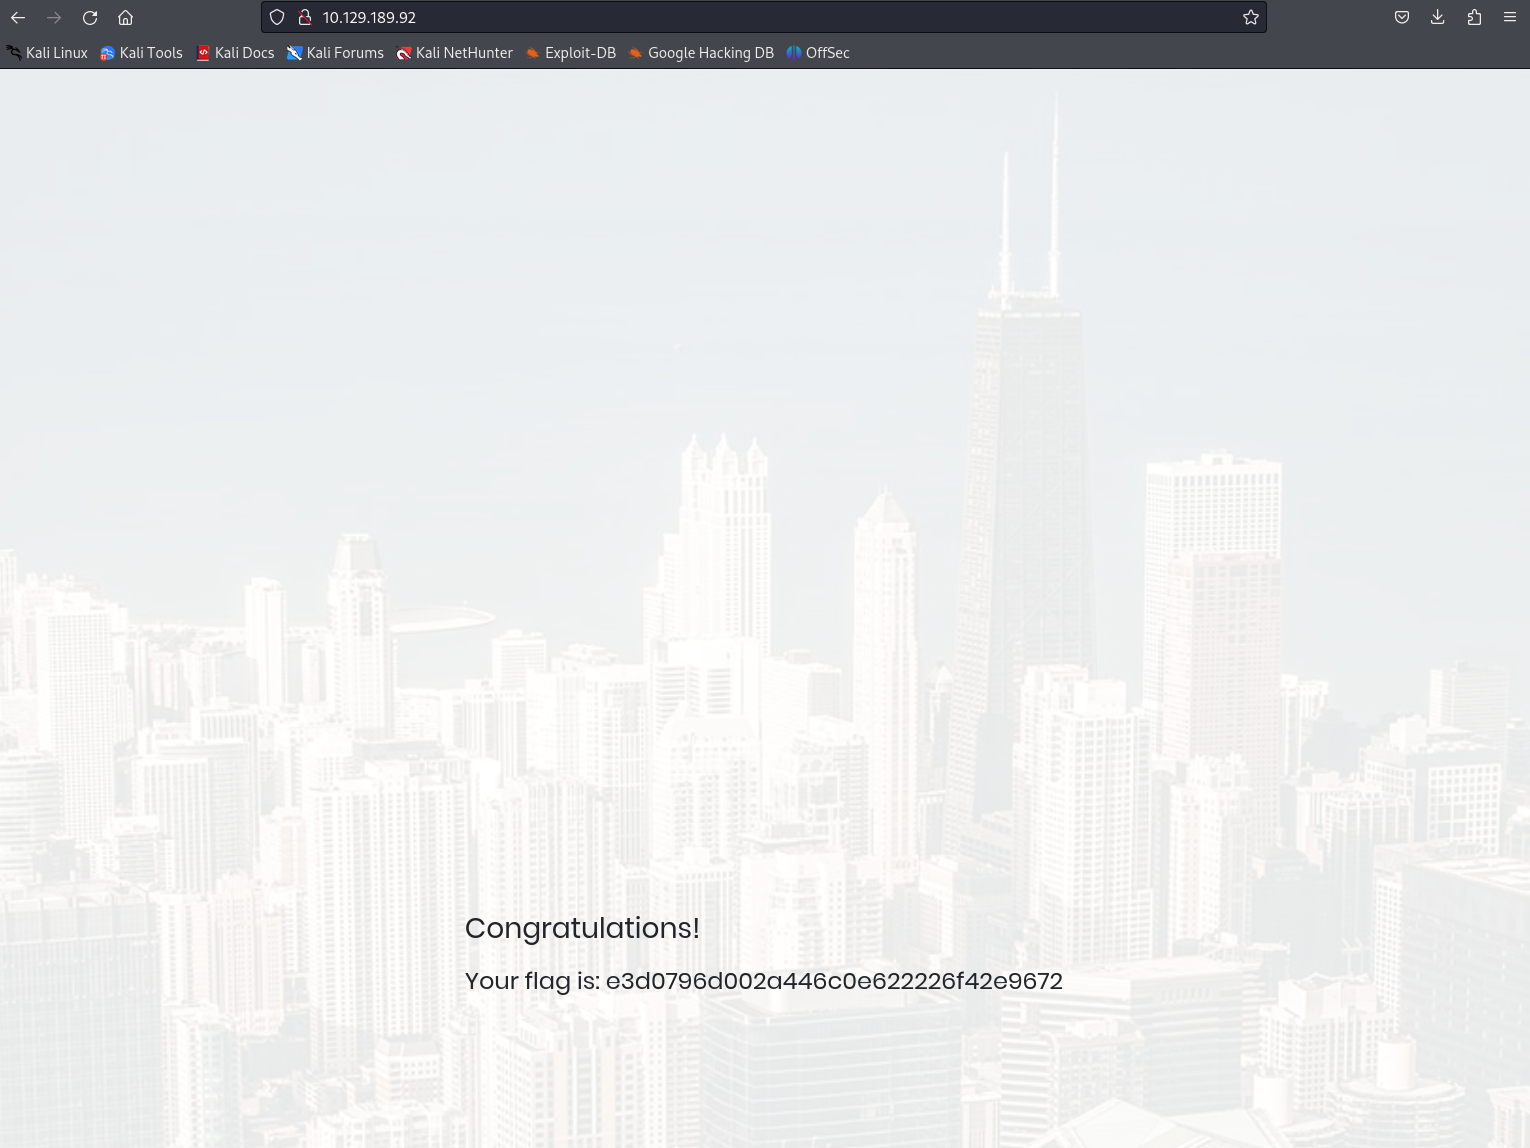 10.129.189.92
Kali Linux Kali Tools Kali Docs Kali Forums Kali NetHunter Exploit-DB Google Hacking DB OffSec
Congratulations!
Your flag is: e3d0796d002a446c0e622226f42e9672